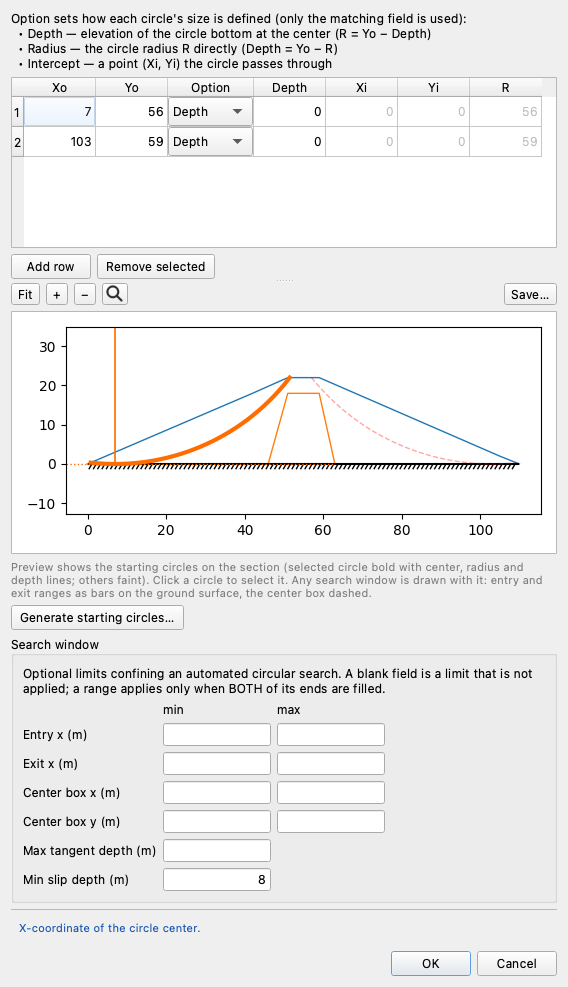 Option sets how each circle's size is defined (only the matching field is used):
• Depth — elevation of the circle bottom at the center (R = Yo − Depth)
• Radius — the circle radius R directly (Depth = Yo − R)
• Intercept — a point (Xi, Yi) the circle passes through
Xo Yo Option Depth Xi Yi R
1 7 56 Depth 0 0 0 56
2 103 59 Depth 0 0 0 59
Add row Remove selected
Fit + − Save...
30
20
10
0
−10
0 20 40 60 80 100
Preview shows the starting circles on the section (selected circle bold with center, radius and
depth lines; others faint). Click a circle to select it. Any search window is drawn with it: entry and
exit ranges as bars on the ground surface, the center box dashed.
Generate starting circles...
Search window
Optional limits confining an automated circular search. A blank field is a limit that is not
applied; a range applies only when BOTH of its ends are filled.
min max
Entry x (m)
Exit x (m)
Center box x (m)
Center box y (m)
Max tangent depth (m)
Min slip depth (m) 8
X-coordinate of the circle center.
OK Cancel